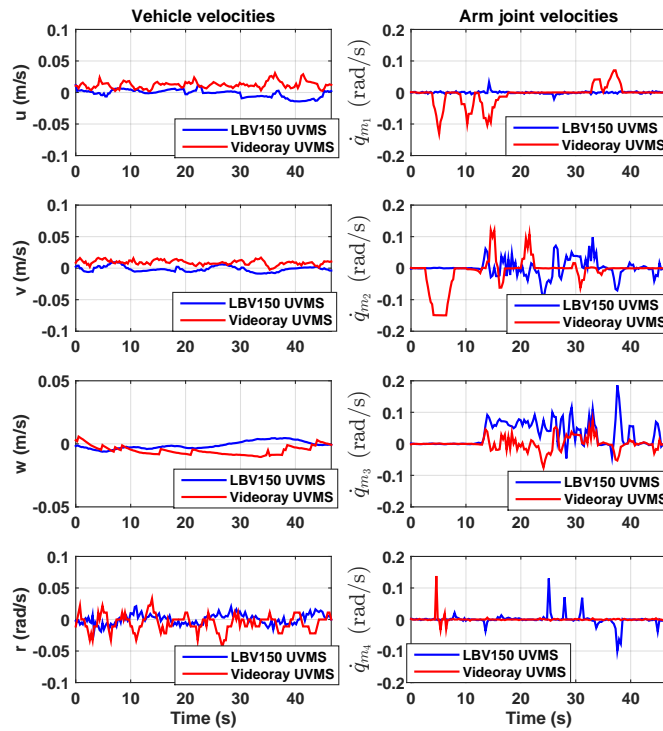 Vehicle velocities
0.1
0.05
0
-0.05
-0.1
u (m/s)
LBV150 UVMS
Videoray UVMS
0 10 20 30 40
Arm joint velocities
0.2
0.1
0
-0.1
-0.2
q̇m1 (rad/s)
LBV150 UVMS
Videoray UVMS
0 10 20 30 40
0.1
0.05
0
-0.05
-0.1
v (m/s)
LBV150 UVMS
Videoray UVMS
0 10 20 30 40
0.2
0.1
0
-0.1
-0.2
q̇m2 (rad/s)
LBV150 UVMS
Videoray UVMS
0 10 20 30 40
0.05
0
-0.05
w (m/s)
LBV150 UVMS
Videoray UVMS
0 10 20 30 40
0.2
0.1
0
-0.1
-0.2
q̇m3 (rad/s)
LBV150 UVMS
Videoray UVMS
0 10 20 30 40
0.1
0.05
0
-0.05
-0.1
r (rad/s)
LBV150 UVMS
Videoray UVMS
0 10 20 30 40
Time (s)
0.2
0.1
0
-0.1
-0.2
q̇m4 (rad/s)
LBV150 UVMS
Videoray UVMS
0 10 20 30 40
Time (s)